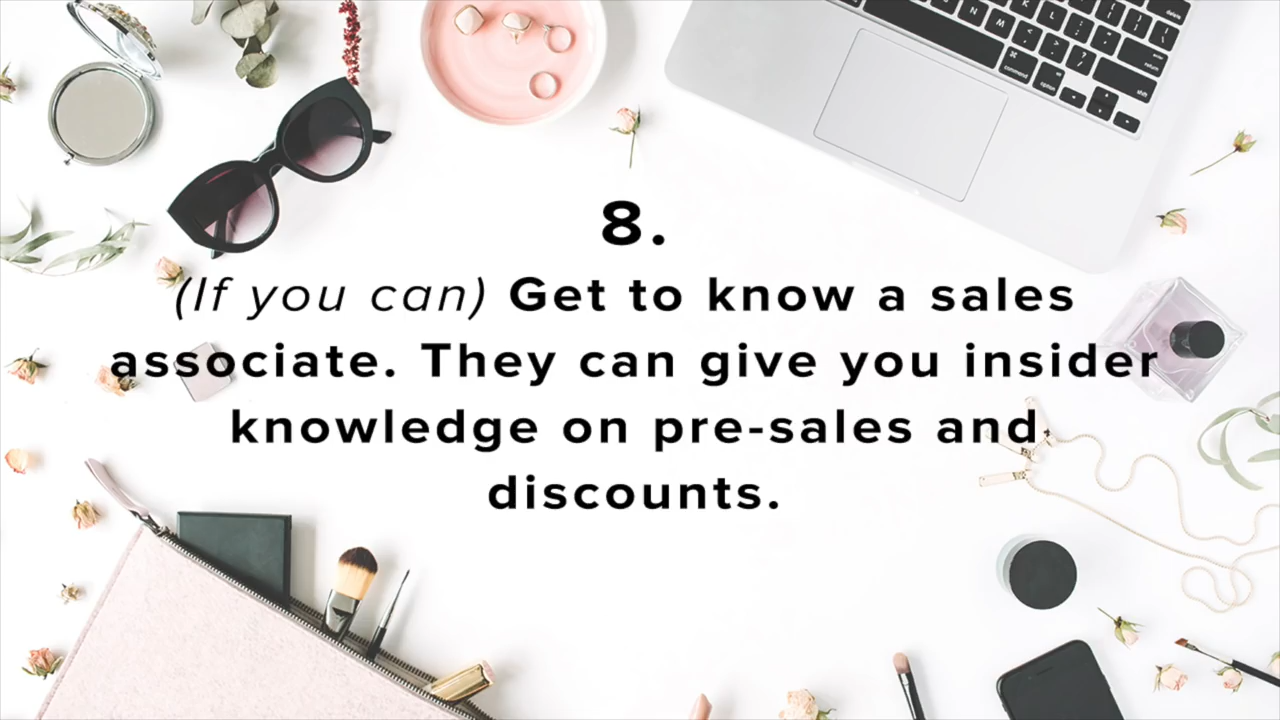 8.
(If you can) Get to know a sales
associate. They can give you insider
knowledge on pre-sales and
discounts.